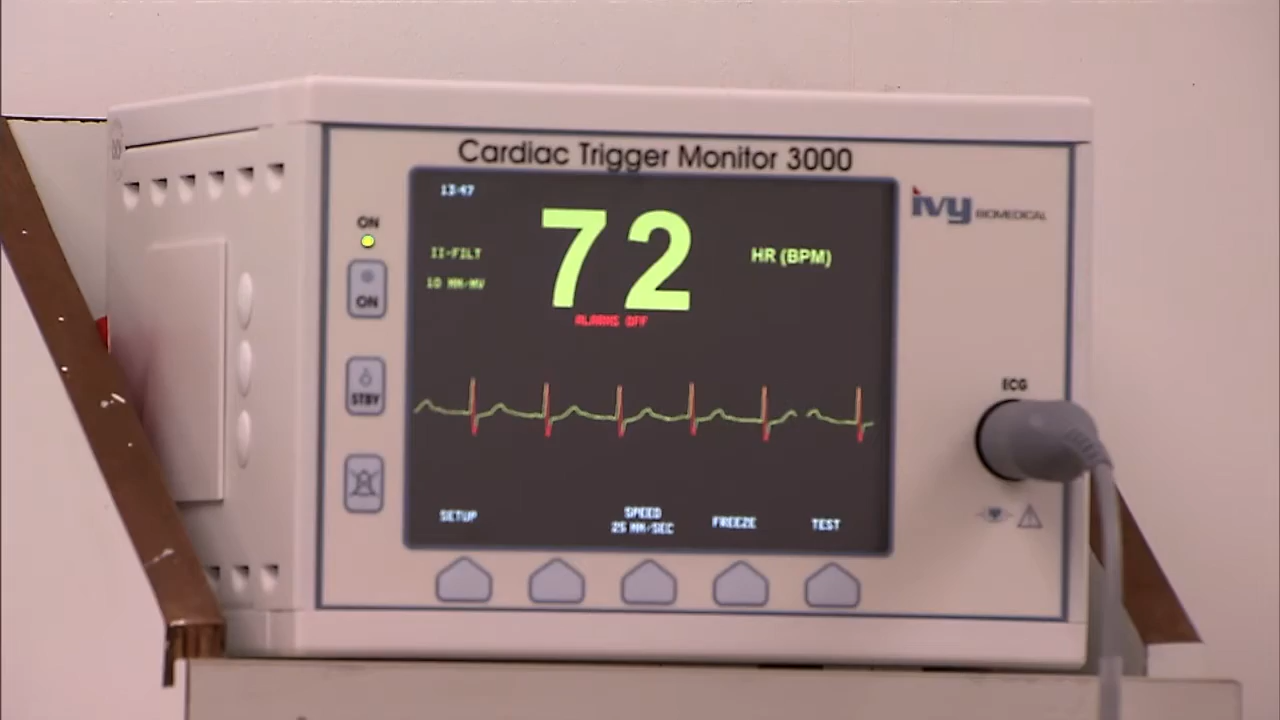 Cardiac Trigger Monitor 3000
13:47
ivy BIOMEDICAL
ON
72
HR (BPM)
II-FILT
10 MM/MV
ON
ALARMS OFF
STBY
ECG
SETUP
SPEED
25 MM/SEC
FREEZE
TEST